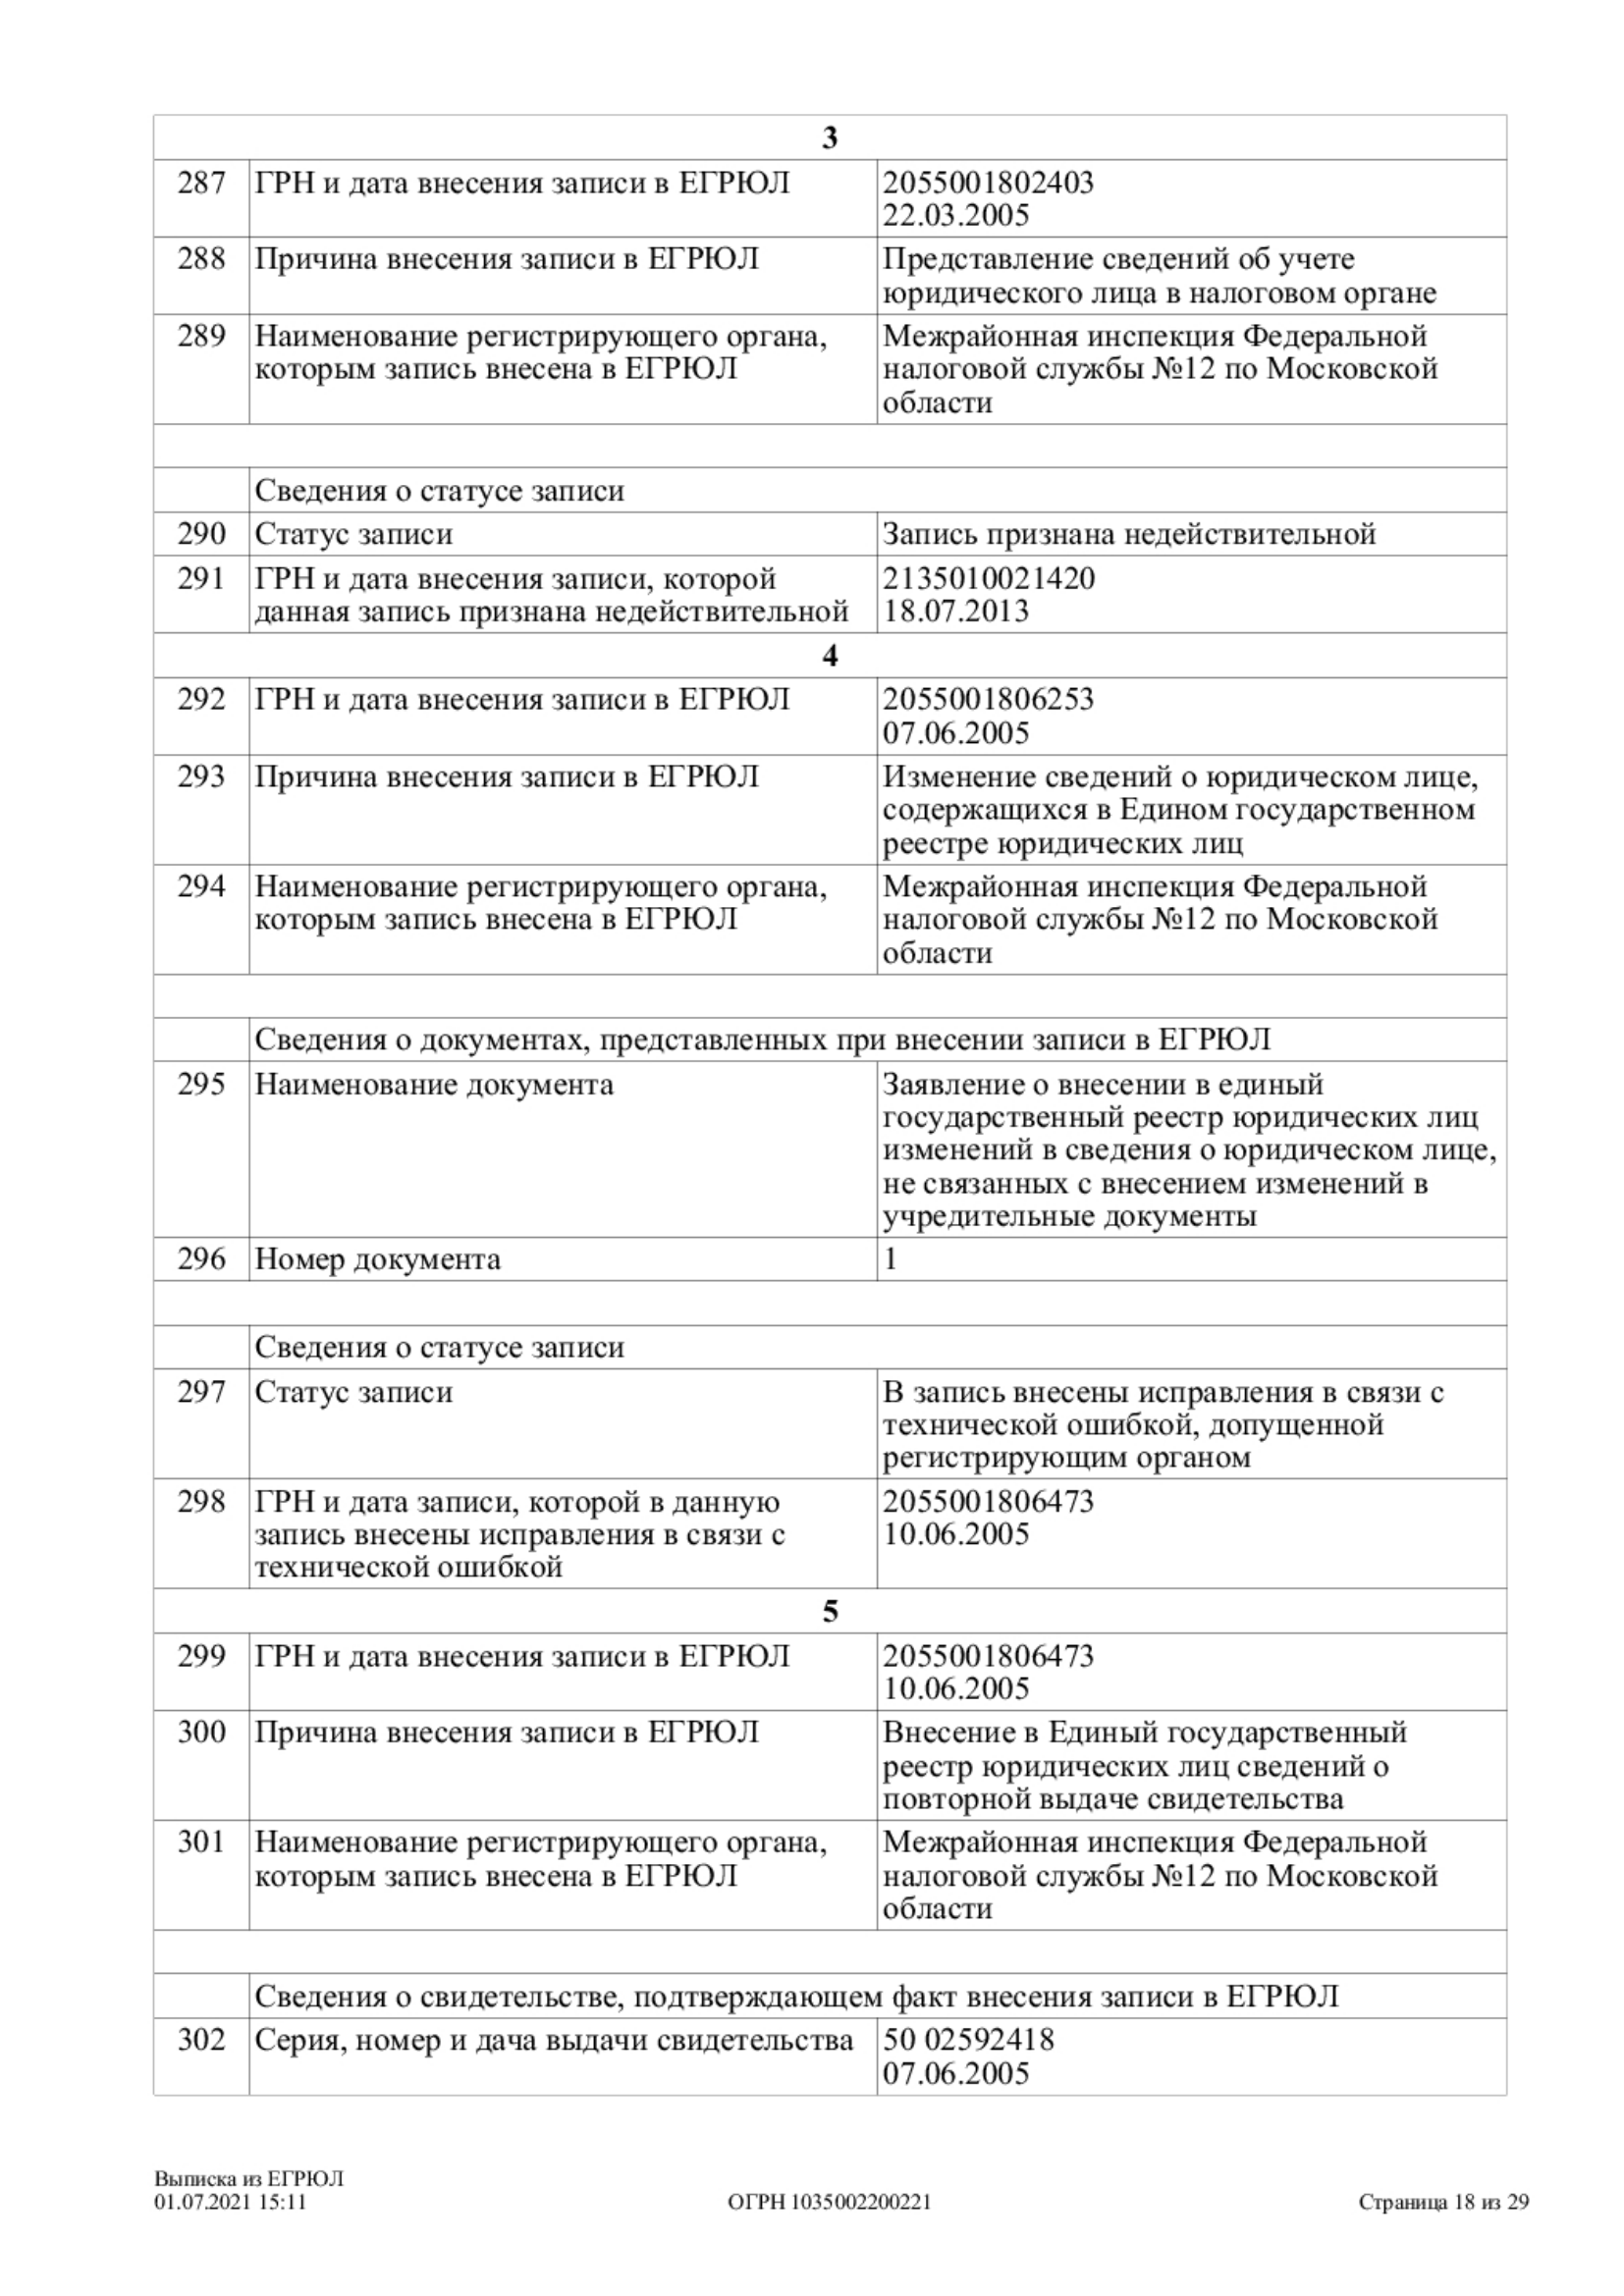 3
287 ГРН и дата внесения записи в ЕГРЮЛ 2055001802403
22.03.2005
288 Причина внесения записи в ЕГРЮЛ Представление сведений об учете
юридического лица в налоговом органе
289 Наименование регистрирующего органа, Межрайонная инспекция Федеральной
которым запись внесена в ЕГРЮЛ налоговой службы №12 по Московской
области
Сведения о статусе записи
290 Статус записи Запись признана недействительной
291 ГРН и дата внесения записи, которой 2135010021420
данная запись признана недействительной 18.07.2013
4
292 ГРН и дата внесения записи в ЕГРЮЛ 2055001806253
07.06.2005
293 Причина внесения записи в ЕГРЮЛ Изменение сведений о юридическом лице,
содержащихся в Едином государственном
реестре юридических лиц
294 Наименование регистрирующего органа, Межрайонная инспекция Федеральной
которым запись внесена в ЕГРЮЛ налоговой службы №12 по Московской
области
Сведения о документах, представленных при внесении записи в ЕГРЮЛ
295 Наименование документа Заявление о внесении в единый
государственный реестр юридических лиц
изменений в сведения о юридическом лице,
не связанных с внесением изменений в
учредительные документы
296 Номер документа 1
Сведения о статусе записи
297 Статус записи В запись внесены исправления в связи с
технической ошибкой, допущенной
регистрирующим органом
298 ГРН и дата записи, которой в данную 2055001806473
запись внесены исправления в связи с 10.06.2005
технической ошибкой
5
299 ГРН и дата внесения записи в ЕГРЮЛ 2055001806473
10.06.2005
300 Причина внесения записи в ЕГРЮЛ Внесение в Единый государственный
реестр юридических лиц сведений о
повторной выдаче свидетельства
301 Наименование регистрирующего органа, Межрайонная инспекция Федеральной
которым запись внесена в ЕГРЮЛ налоговой службы №12 по Московской
области
Сведения о свидетельстве, подтверждающем факт внесения записи в ЕГРЮЛ
302 Серия, номер и дача выдачи свидетельства 50 02592418
07.06.2005
Выписка из ЕГРЮЛ
01.07.2021 15:11 ОГРН 1035002200221 Страница 18 из 29